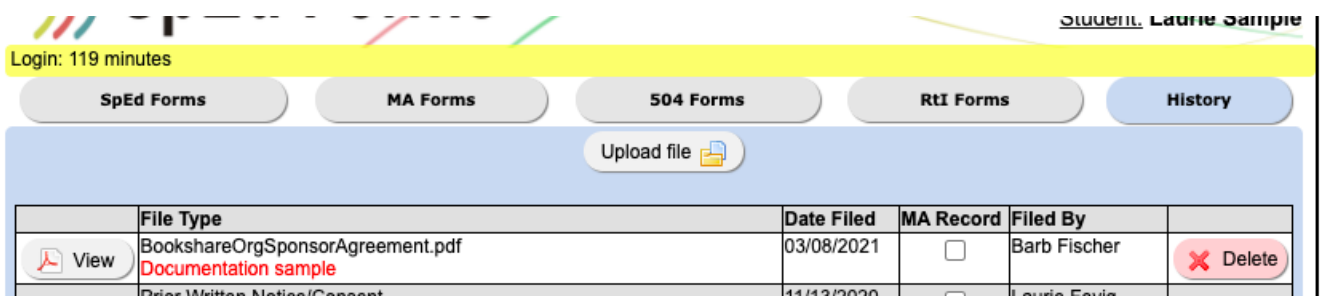 SpEd Forms
Student: Laurie Sample
Login: 119 minutes
SpEd Forms MA Forms 504 Forms RtI Forms History
Upload file
File Type Date Filed MA Record Filed By
View BookshareOrgSponsorAgreement.pdf 03/08/2021 Barb Fischer Delete
Documentation sample
Prior Written Notice/Consent 11/13/2020